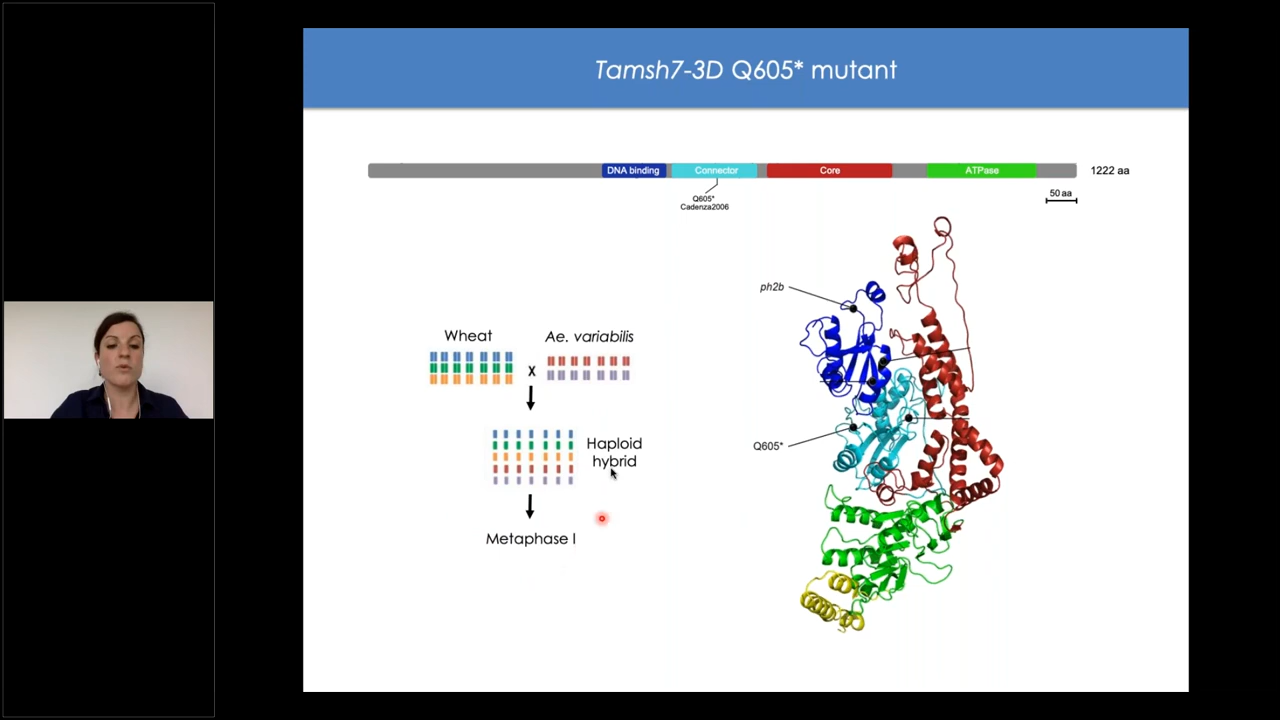 Tamsh7-3D Q605* mutant
DNA binding
Connector
Core
ATPase
1222 aa
Q605*
Cadenza2006
50 aa
ph2b
Wheat
Ae. variabilis
x
Haploid
hybrid
Q605*
Metaphase I